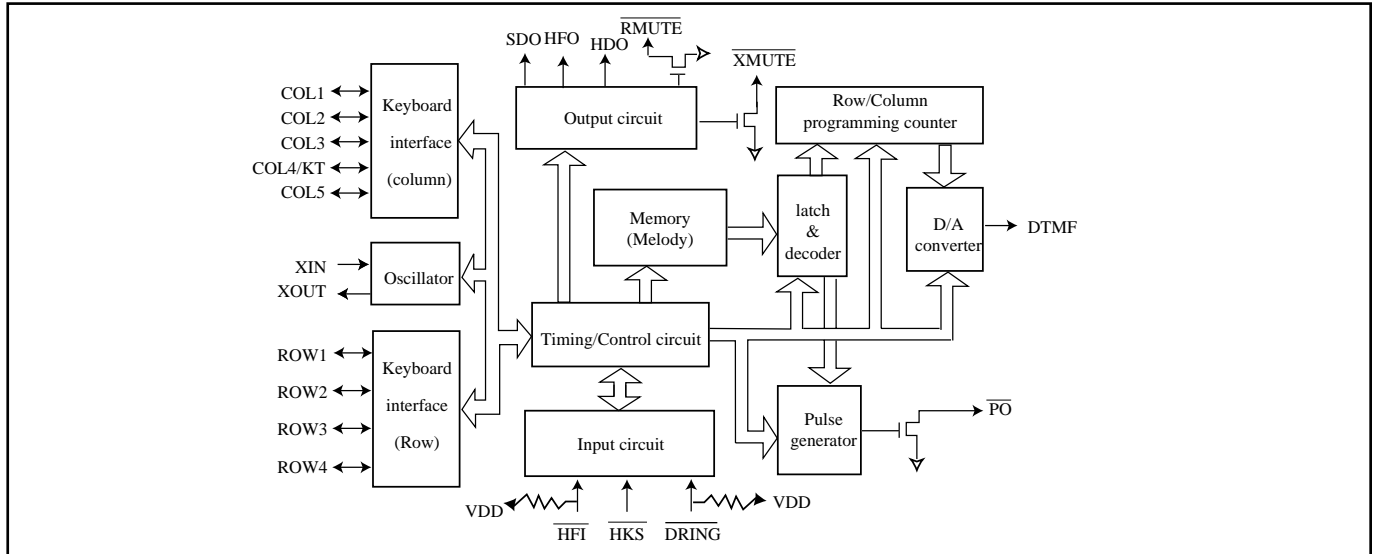 SDO
HFO
HDO
RMUTE
XMUTE
COL1
COL2
COL3
COL4/KT
COL5
Keyboard
interface
(column)
Output circuit
Row/Column
programming counter
Memory
(Melody)
latch
&
decoder
D/A
converter
DTMF
XIN
XOUT
Oscillator
Timing/Control circuit
ROW1
ROW2
ROW3
ROW4
Keyboard
interface
(Row)
Input circuit
Pulse
generator
PO
VDD
VDD
HFI
HKS
DRING